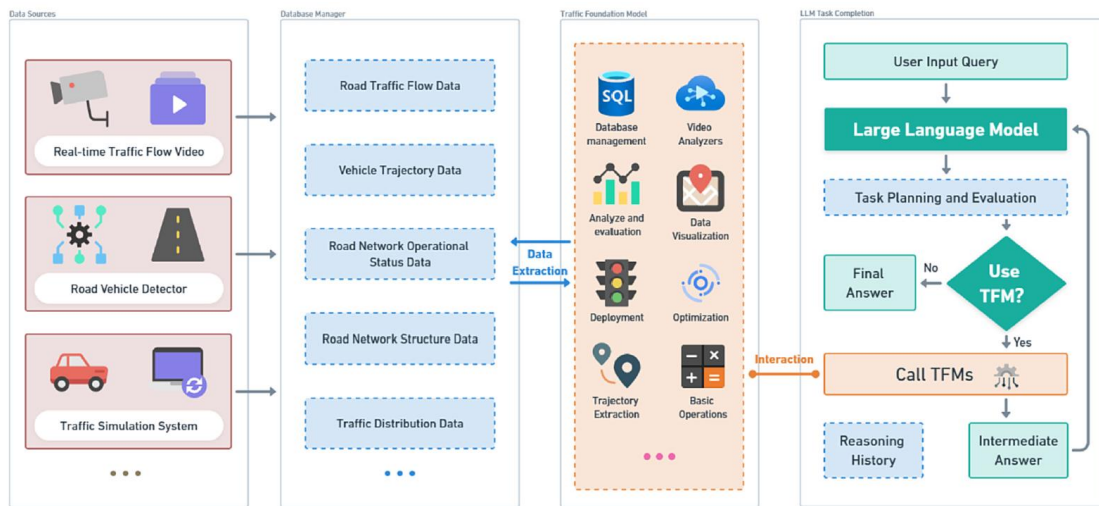 Data Sources
Database Manager
Traffic Foundation Model
LLM Task Completion
Real-time Traffic Flow Video
Road Vehicle Detector
Traffic Simulation System
Road Traffic Flow Data
Vehicle Trajectory Data
Road Network Operational
Status Data
Road Network Structure Data
Traffic Distribution Data
Data
Extraction
SQL
Database
management
Video
Analyzers
Analyze and
evaluation
Data
Visualization
Deployment
Optimization
Trajectory
Extraction
Basic
Operations
Interaction
User Input Query
Large Language Model
Task Planning and Evaluation
Use
TFM?
No
Final
Answer
Yes
Call TFMs
Reasoning
History
Intermediate
Answer